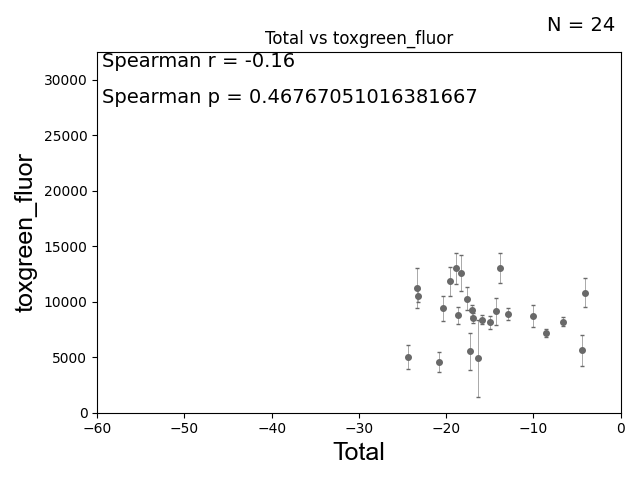 N = 24
Total vs toxgreen_fluor
Spearman r = -0.16
Spearman p = 0.46767051016381667
30000
25000
20000
15000
10000
5000
0
toxgreen_fluor
−60
−50
−40
−30
−20
−10
0
Total